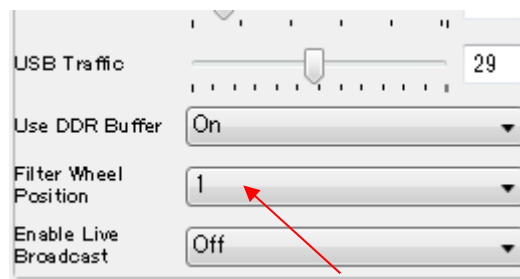 USB Traffic 29
Use DDR Buffer On
Filter Wheel
Position 1
Enable Live
Broadcast Off